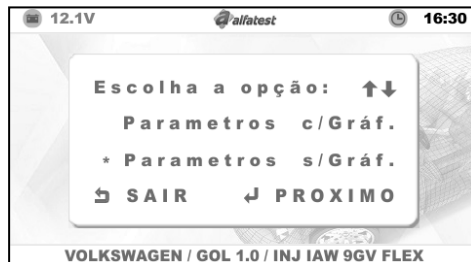 12.1V alfatest 16:30
Escolha a opção: ↑↓
Parametros c/Gráf.
* Parametros s/Gráf.
SAIR PROXIMO
VOLKSWAGEN / GOL 1.0 / INJ IAW 9GV FLEX